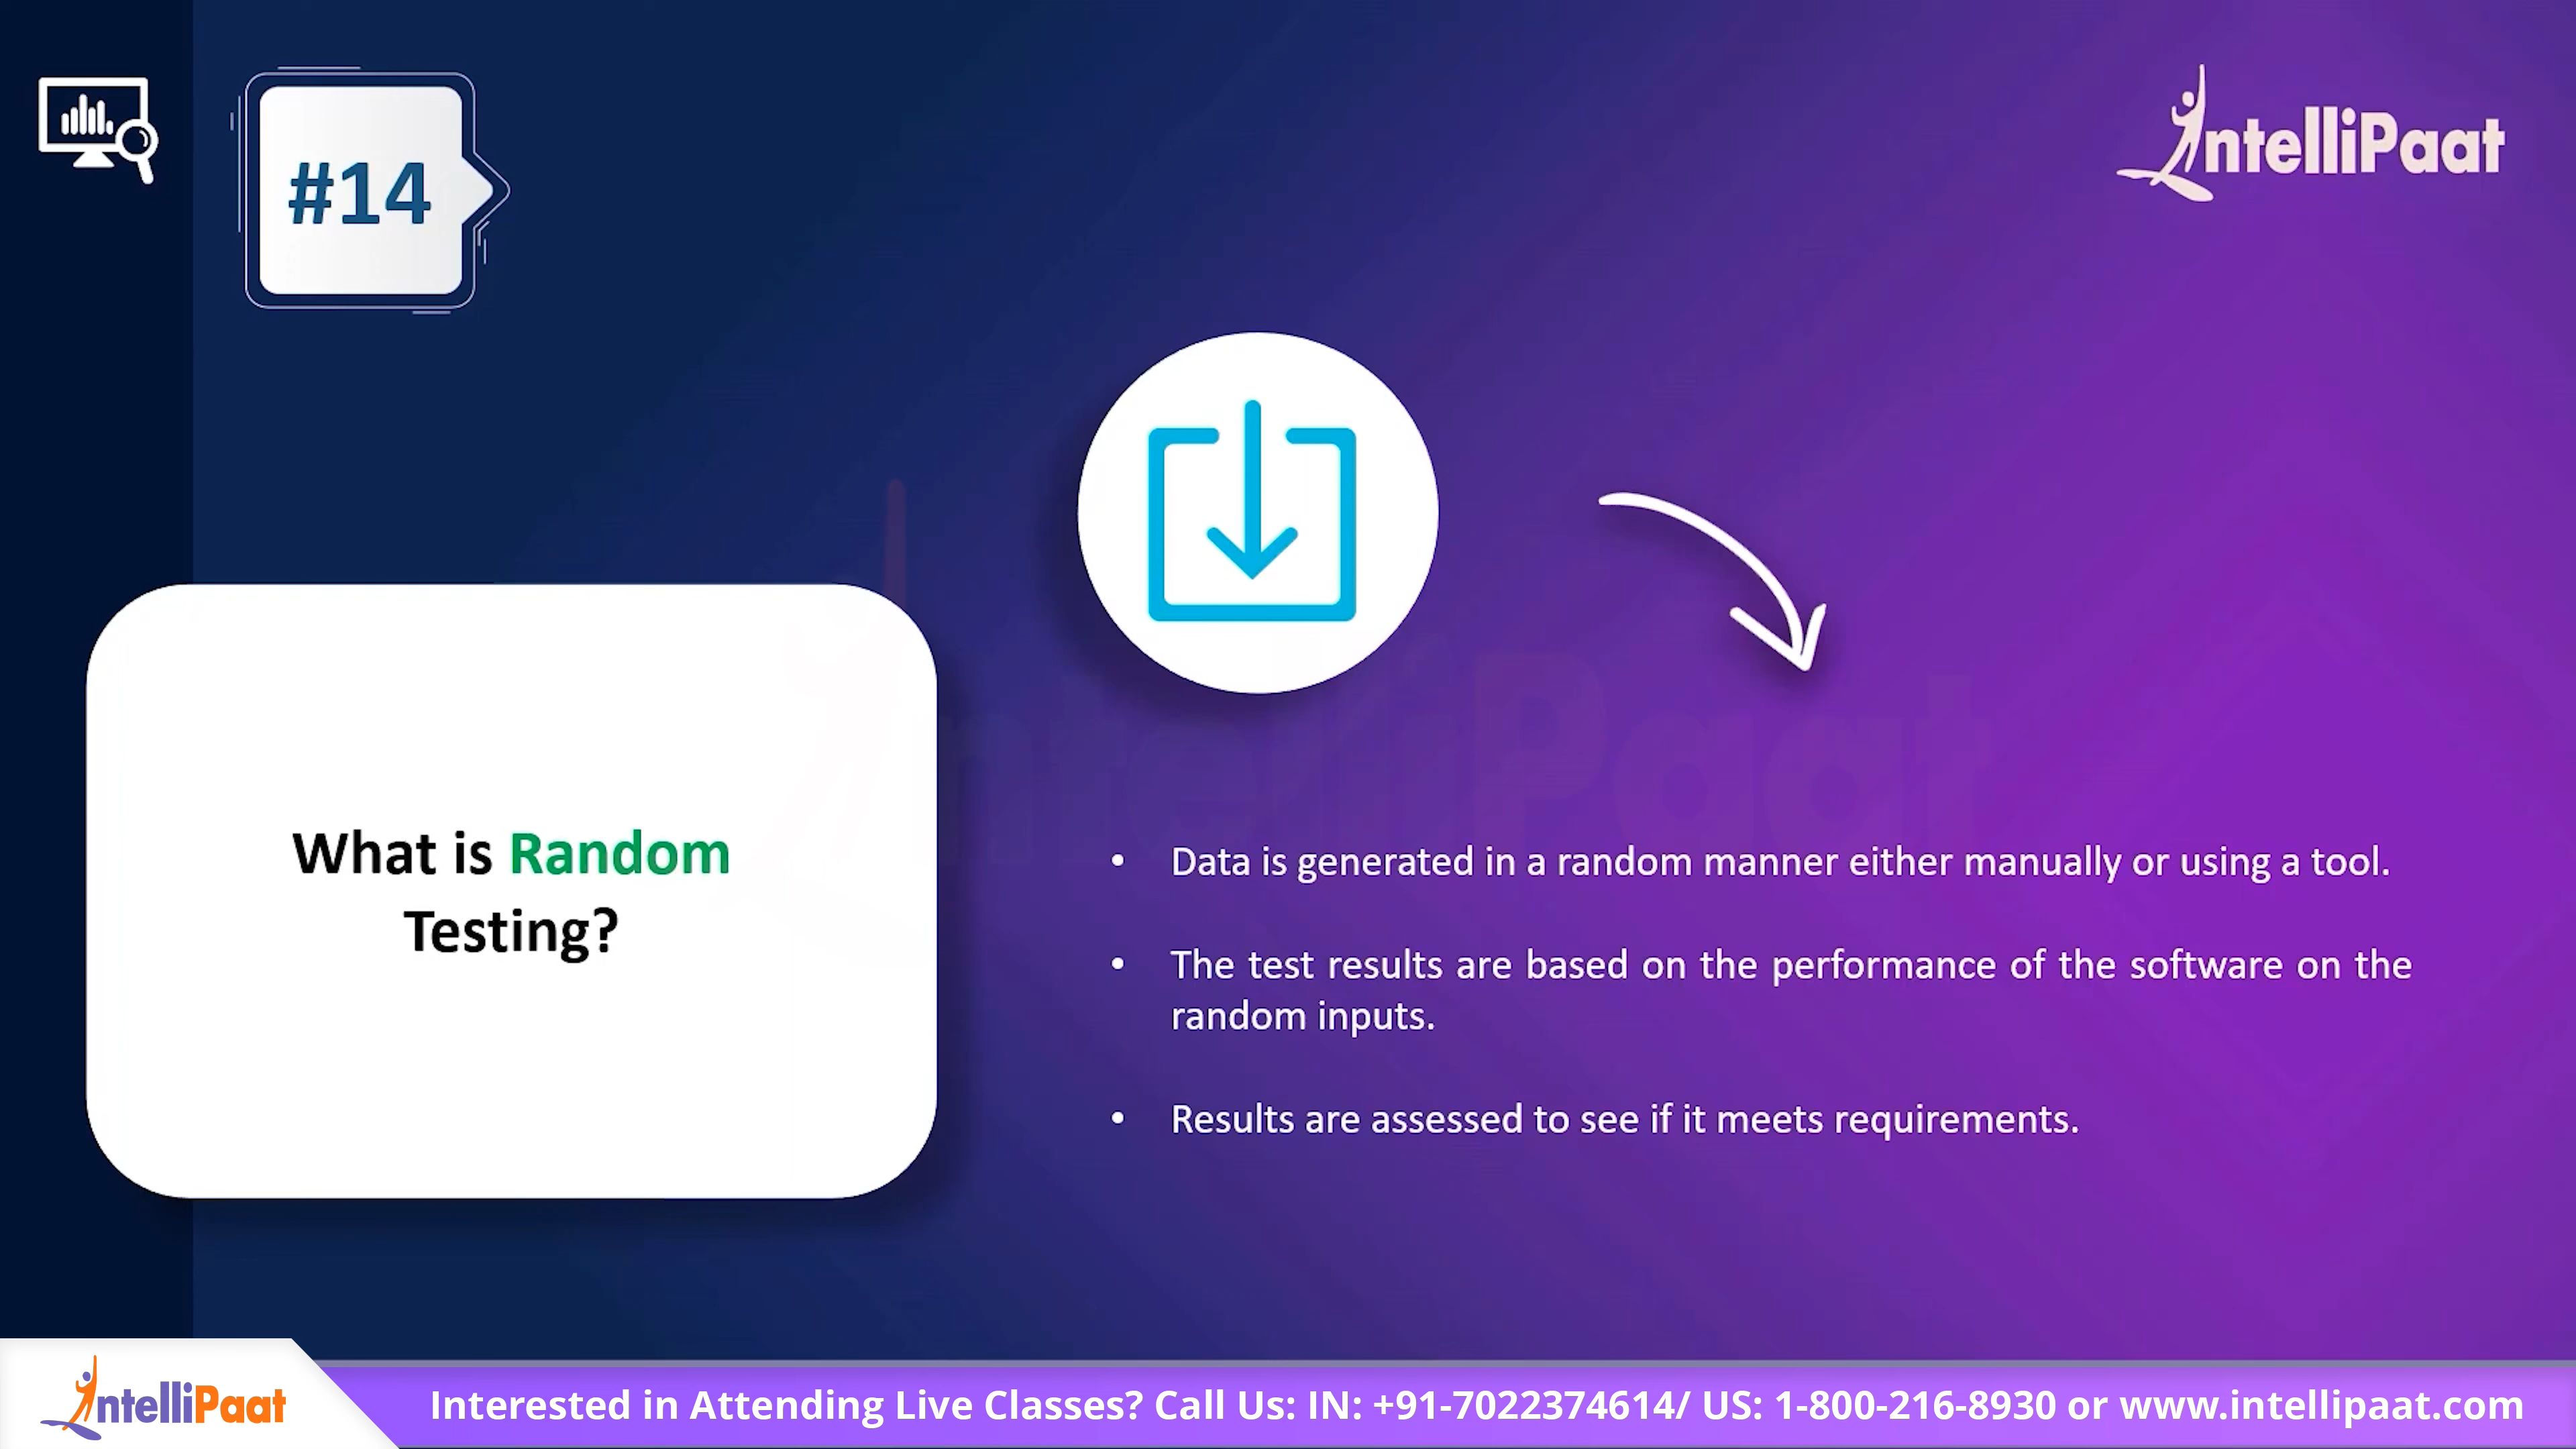 #14
IntelliPaat
What is Random
Testing?
• Data is generated in a random manner either manually or using a tool.
• The test results are based on the performance of the software on the
random inputs.
• Results are assessed to see if it meets requirements.
IntelliPaat
IntelliPaat
Interested in Attending Live Classes? Call Us: IN: +91-7022374614/ US: 1-800-216-8930 or www.intellipaat.com